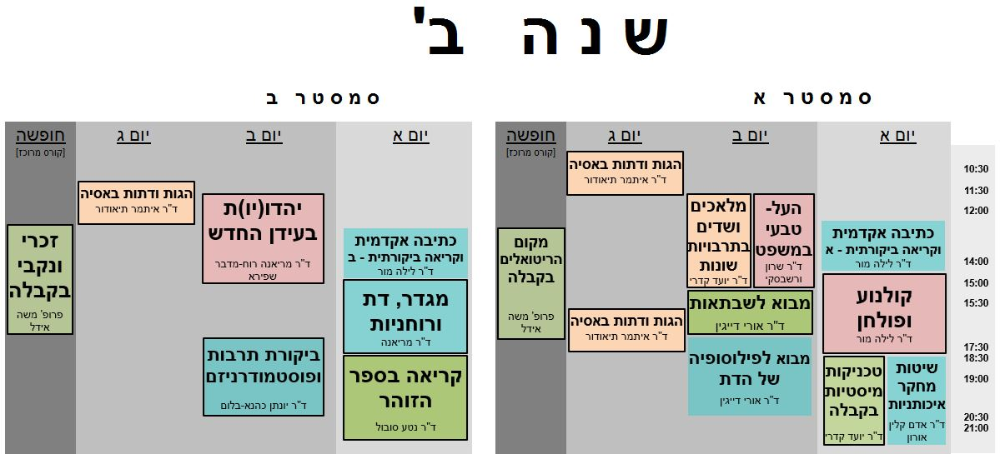 שנה ב'
סמסטר א
יום א
יום ב
יום ג
חופשה
[קורס מרוכז]
10:30
11:30
12:00
14:00
15:00
15:30
17:30
18:30
19:00
20:30
21:00
כתיבה אקדמית
וקריאה ביקורתית - א
ד"ר לילה מור
קולנוע
ופולחן
ד"ר לילה מור
שיטות
מחקר
איכותניות
ד"ר אדם קלין
אורון
טכניקות
מיסטיות
בקבלה
ד"ר יועד קדרי
העל-
טבעי
במשפט
ד"ר שרון
ורשבסקי
מלאכים
ושדים
בתרבויות
שונות
ד"ר יועד קדרי
מבוא לשבתאות
ד"ר אורי דייגין
מבוא לפילוסופיה
של הדת
ד"ר אורי דייגין
הגות ודתות באסיה
ד"ר איתמר תיאודור
הגות ודתות באסיה
ד"ר איתמר תיאודור
מקום
הריטואלים
בקבלה
פרופ' משה
אידל
סמסטר ב
יום א
יום ב
יום ג
חופשה
[קורס מרוכז]
כתיבה אקדמית
וקריאה ביקורתית - ב
ד"ר לילה מור
מגדר, דת
ורוחניות
ד"ר מריאנה
קריאה בספר
הזוהר
ד"ר נטע סובול
יהדו(יו)ת
בעידן החדש
ד"ר מריאנה רוח-מדבר
שפירא
ביקורת תרבות
ופוסטמודרניזם
ד"ר יונתן כהנא-בלום
הגות ודתות באסיה
ד"ר איתמר תיאודור
זכרי
ונקבי
בקבלה
פרופ' משה
אידל